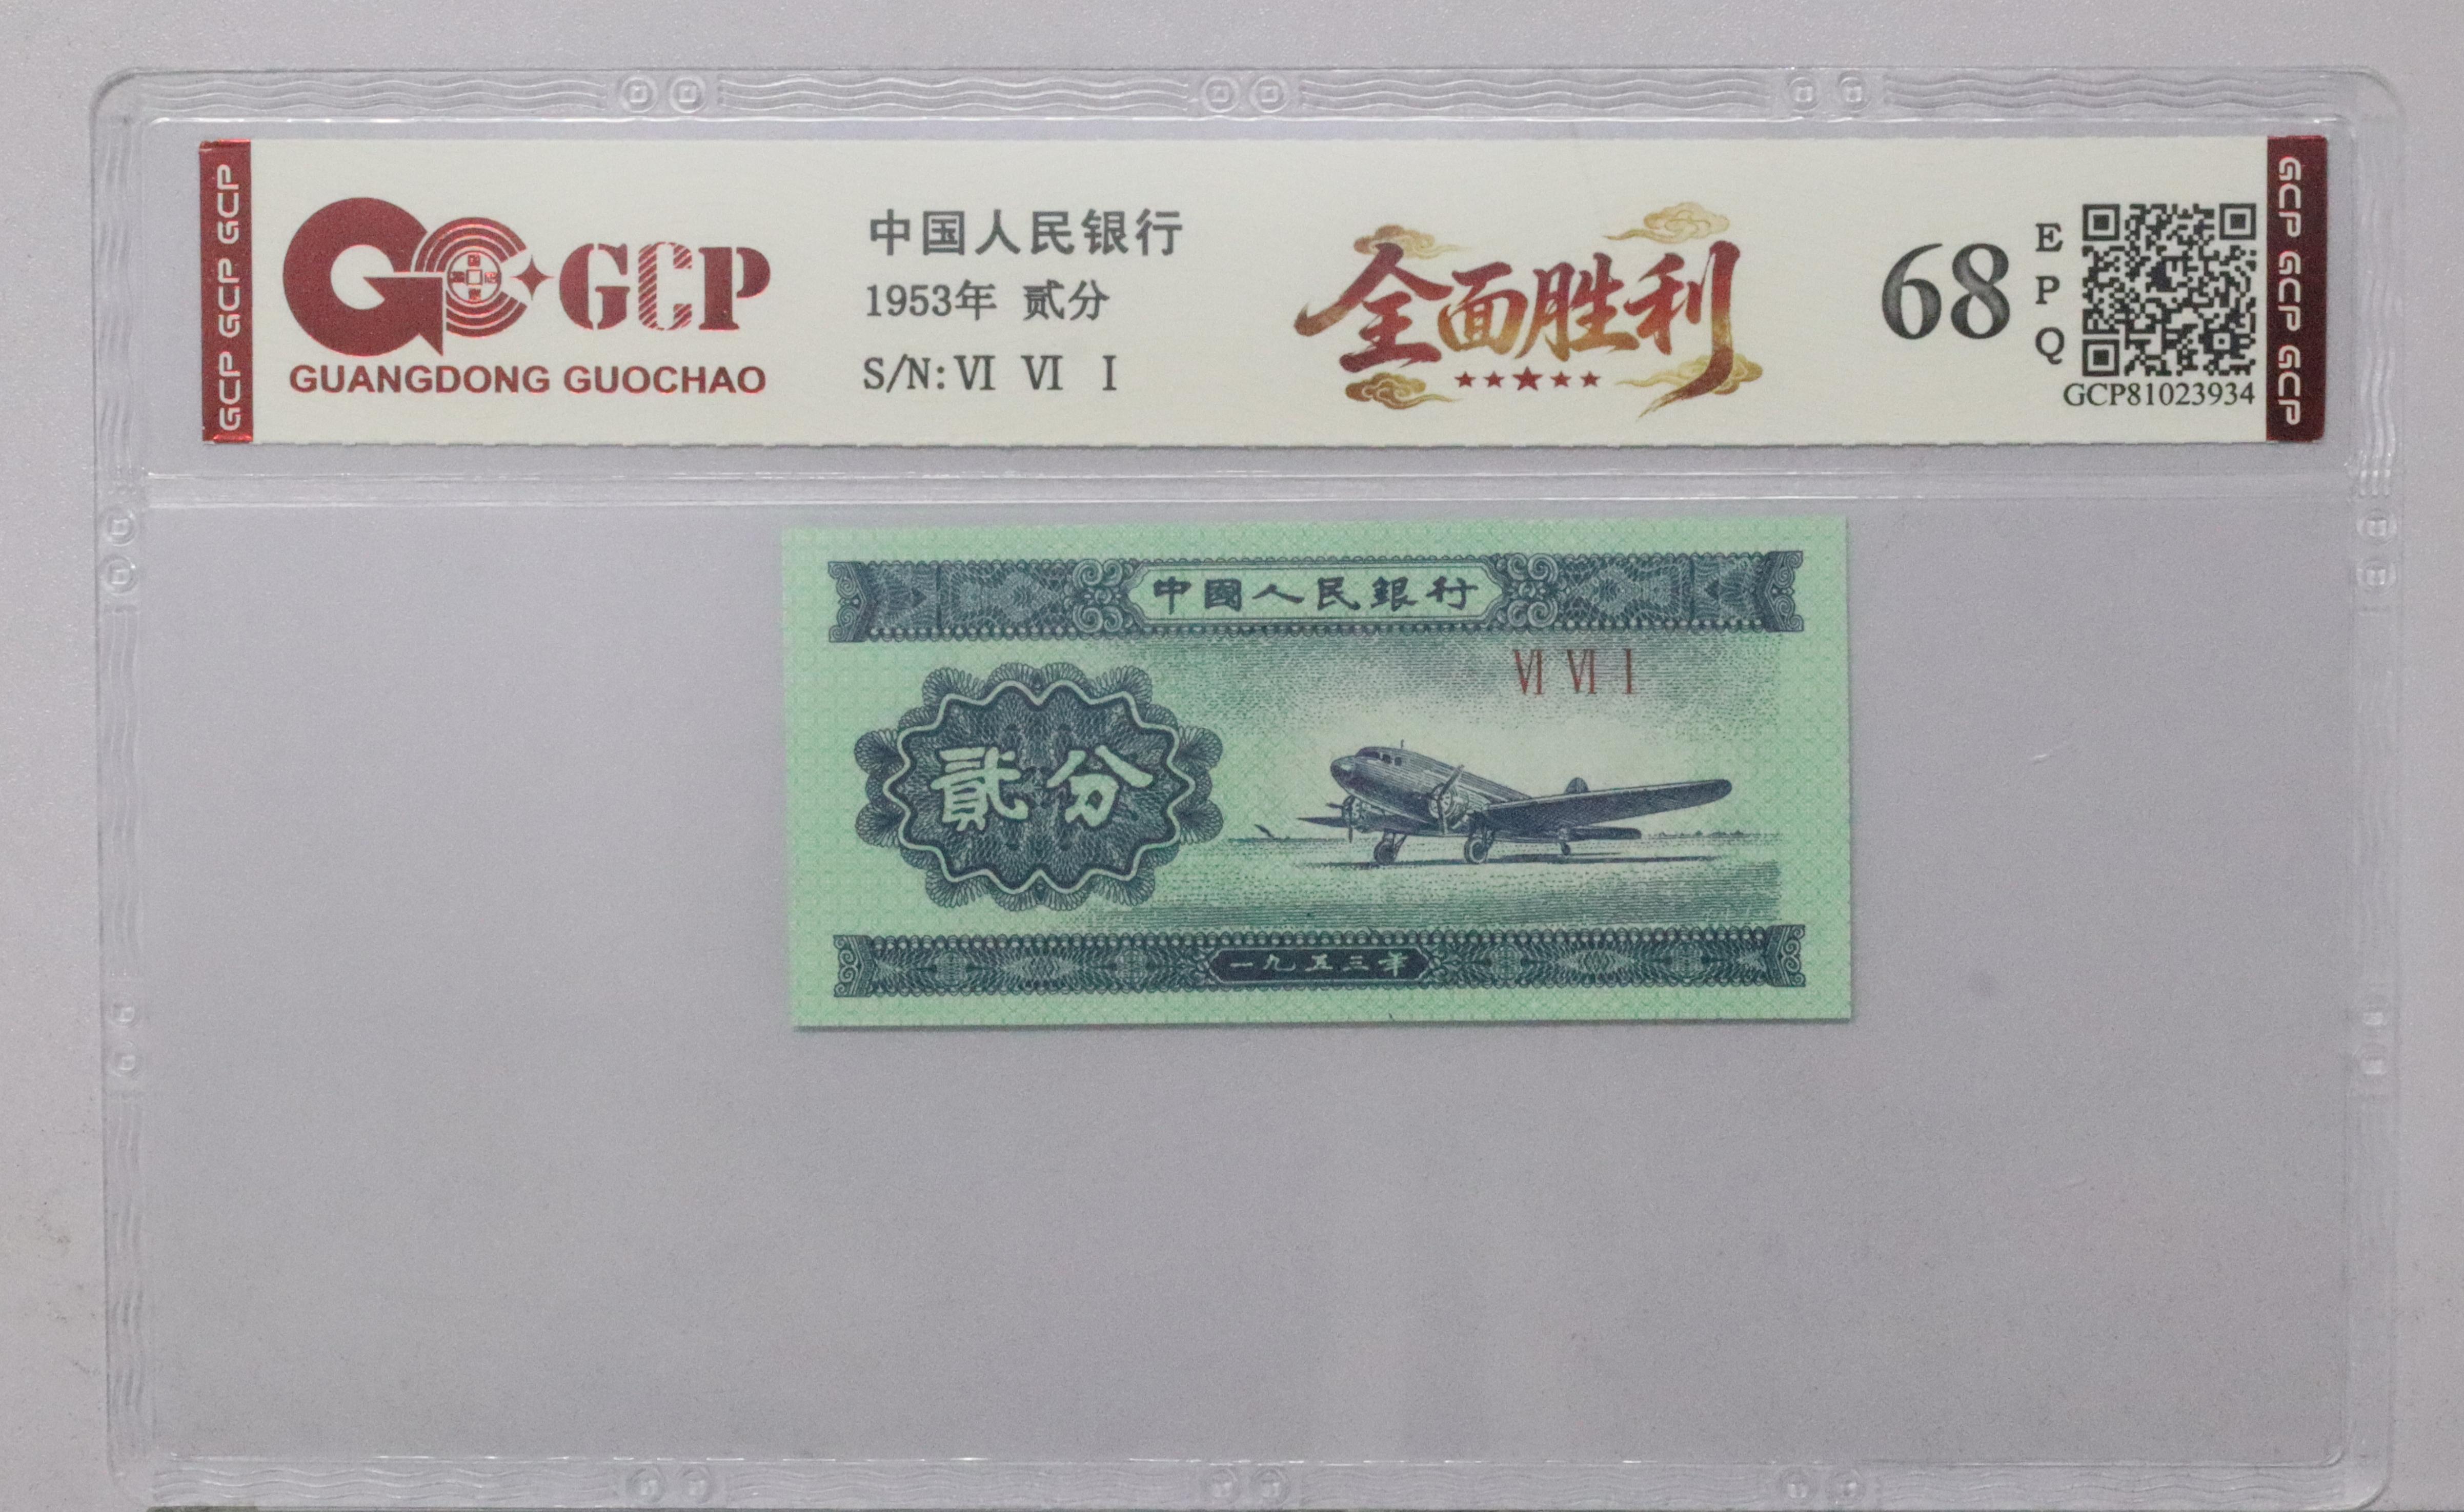 GCP GCP GCP
GCP
GUANGDONG GUOCHAO
中国人民银行
1953年 贰分
S/N: VI VI I
全面胜利
★★★★★
68
E
P
Q
GCP81023934
GCP GCP GCP
中國人民銀行
VI VI I
貳分
一九五三年